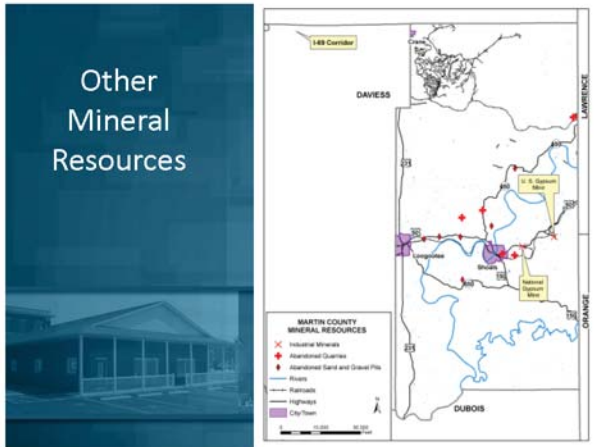 Other
Mineral
Resources
I-69 Corridor
Crane
DAVIESS
LAWRENCE
U. S. Gypsum
Mine
Loogootee
Shoals
National
Gypsum
Mine
ORANGE
MARTIN COUNTY
MINERAL RESOURCES
Industrial Minerals
Abandoned Quarries
Abandoned Sand and Gravel Pits
Rivers
Railroads
Highways
City/Town
N
DUBOIS